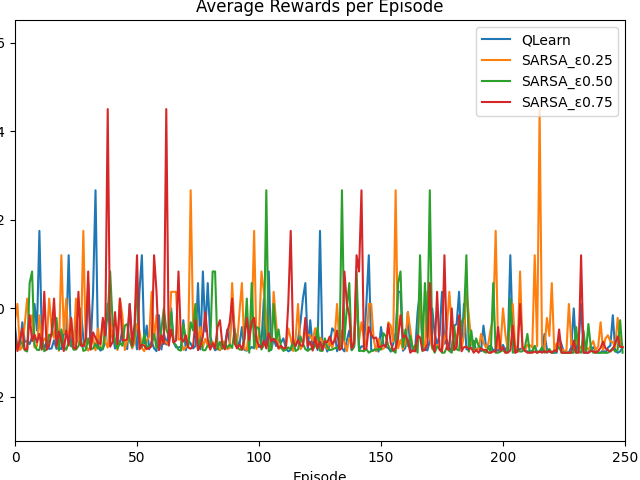 Average Rewards per Episode
QLearn
SARSA_ε0.25
SARSA_ε0.50
SARSA_ε0.75
6
4
2
0
2
0 50 100 150 200 250
Episode